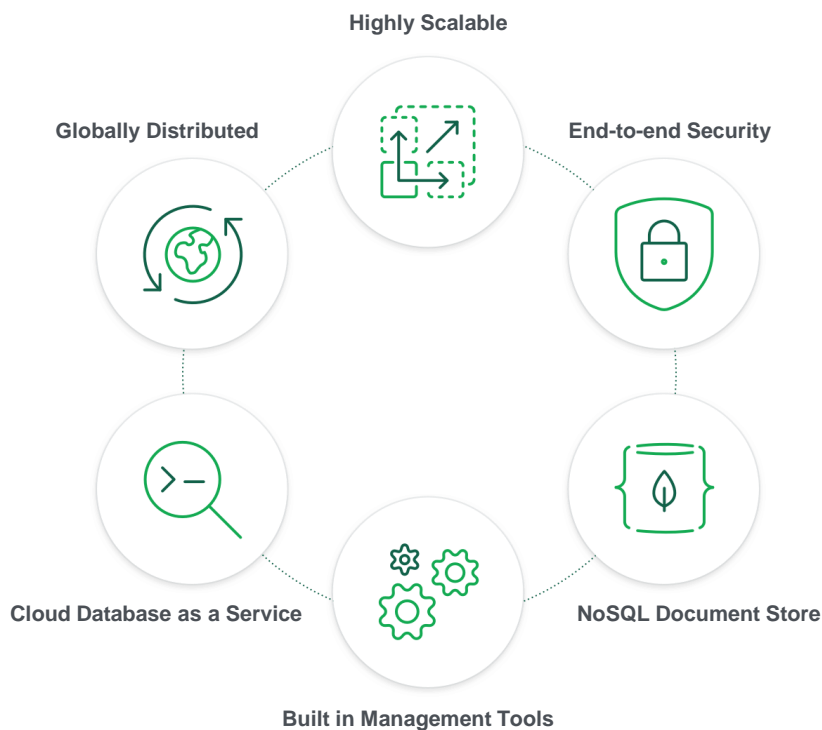 Highly Scalable
Globally Distributed
End-to-end Security
>_
Cloud Database as a Service
NoSQL Document Store
Built in Management Tools